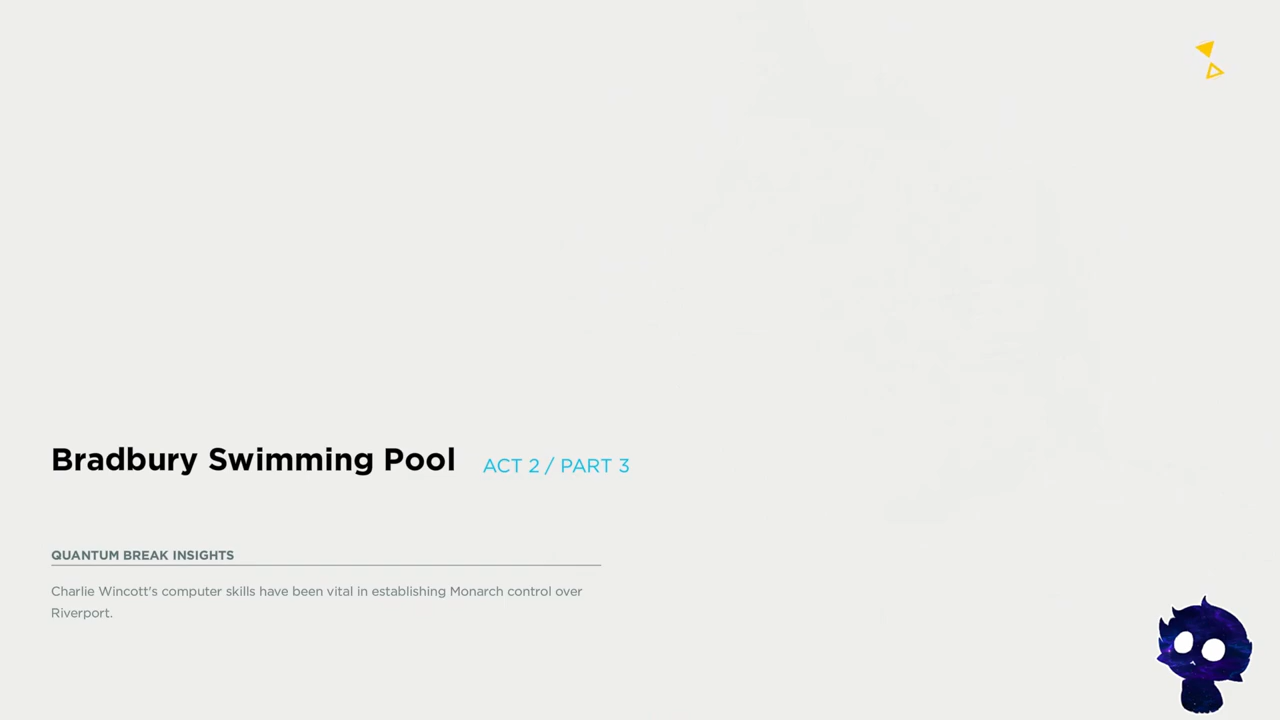 Bradbury Swimming Pool ACT 2 / PART 3
QUANTUM BREAK INSIGHTS
Charlie Wincott's computer skills have been vital in establishing Monarch control over
Riverport.